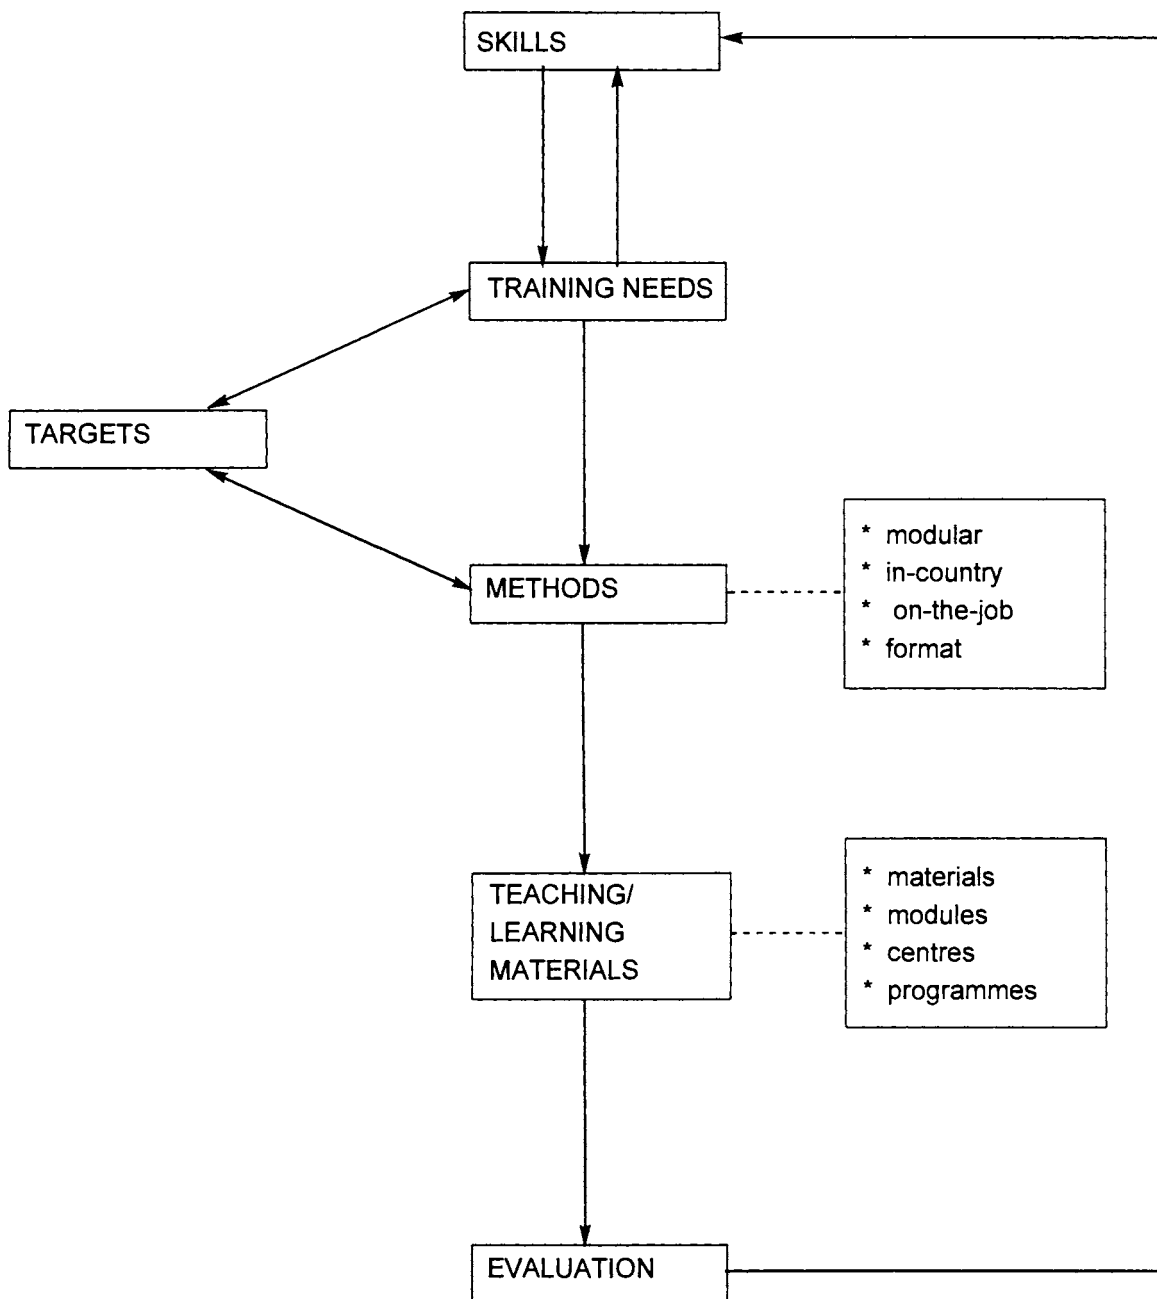 SKILLS
TRAINING NEEDS
TARGETS
METHODS
* modular
* in-country
* on-the-job
* format
TEACHING/
LEARNING
MATERIALS
* materials
* modules
* centres
* programmes
EVALUATION